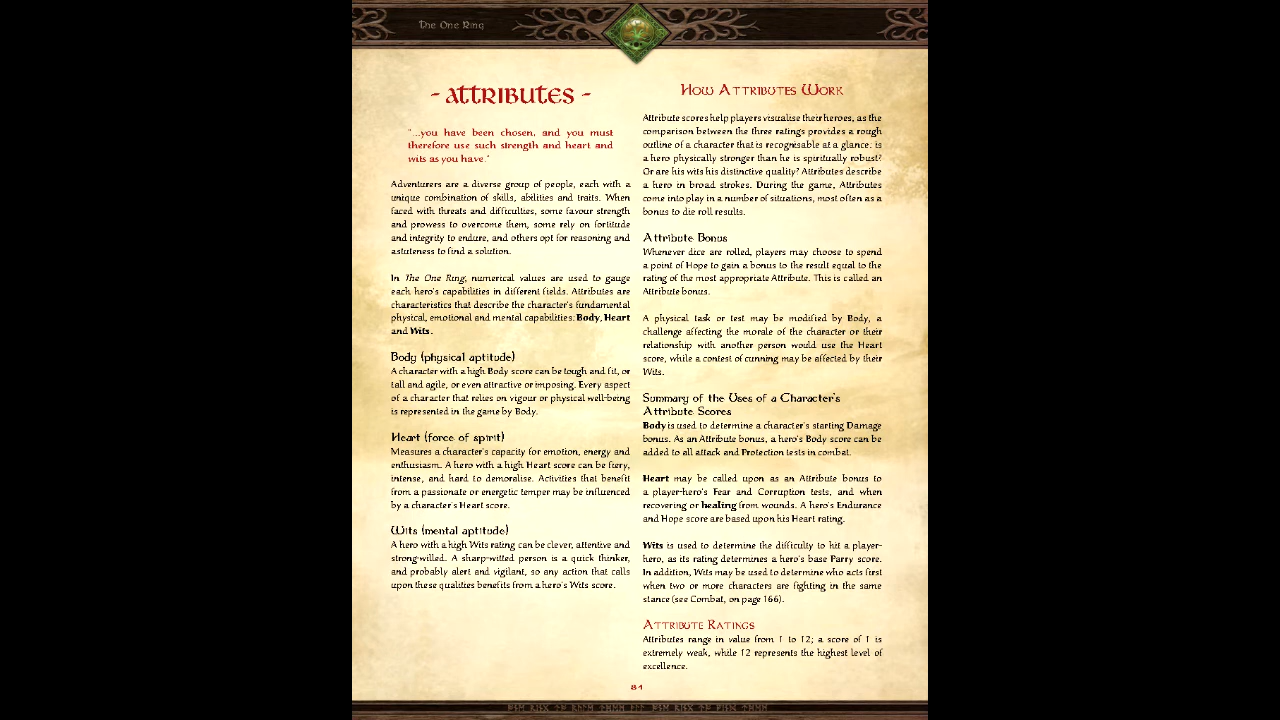 The One Ring
- ATTRIBUTES -
"...you have been chosen, and you must
therefore use such strength and heart and
wits as you have."
Adventurers are a diverse group of people, each with a
unique combination of skills, abilities and traits. When
faced with threats and difficulties, some favour strength
and prowess to overcome them, some rely on fortitude
and integrity to endure, and others opt for reasoning and
astuteness to find a solution.
In The One Ring, numerical values are used to gauge
each hero's capabilities in different fields. Attributes are
characteristics that describe the character's fundamental
physical, emotional and mental capabilities: Body, Heart
and Wits.
Body (physical aptitude)
A character with a high Body score can be tough and fit, or
tall and agile, or even attractive or imposing. Every aspect
of a character that relies on vigour or physical well-being
is represented in the game by Body.
Heart (force of spirit)
Measures a character's capacity for emotion, energy and
enthusiasm. A hero with a high Heart score can be fiery,
intense, and hard to demoralise. Activities that benefit
from a passionate or energetic temper may be influenced
by a character's Heart score.
Wits (mental aptitude)
A hero with a high Wits rating can be clever, attentive and
strong-willed. A sharp-witted person is a quick thinker,
and probably alert and vigilant, so any action that calls
upon these qualities benefits from a hero's Wits score.
How Attributes Work
Attribute scores help players visualise their heroes, as the
comparison between the three ratings provides a rough
outline of a character that is recognisable at a glance: is
a hero physically stronger than he is spiritually robust?
Or are his wits his distinctive quality? Attributes describe
a hero in broad strokes. During the game, Attributes
come into play in a number of situations, most often as a
bonus to die roll results.
Attribute Bonus
Whenever dice are rolled, players may choose to spend
a point of Hope to gain a bonus to the result equal to the
rating of the most appropriate Attribute. This is called an
Attribute bonus.
A physical task or test may be modified by Body, a
challenge affecting the morale of the character or their
relationship with another person would use the Heart
score, while a contest of cunning may be affected by their
Wits.
Summary of the Uses of a Character's
Attribute Scores
Body is used to determine a character's starting Damage
bonus. As an Attribute bonus, a hero's Body score can be
added to all attack and Protection tests in combat.
Heart may be called upon as an Attribute bonus to
a player-hero's Fear and Corruption tests, and when
recovering or healing from wounds. A hero's Endurance
and Hope score are based upon his Heart rating.
Wits is used to determine the difficulty to hit a player-
hero, as its rating determines a hero's base Parry score.
In addition, Wits may be used to determine who acts first
when two or more characters are fighting in the same
stance (see Combat, on page 166).
Attribute Ratings
Attributes range in value from 1 to 12; a score of 1 is
extremely weak, while 12 represents the highest level of
excellence.
84